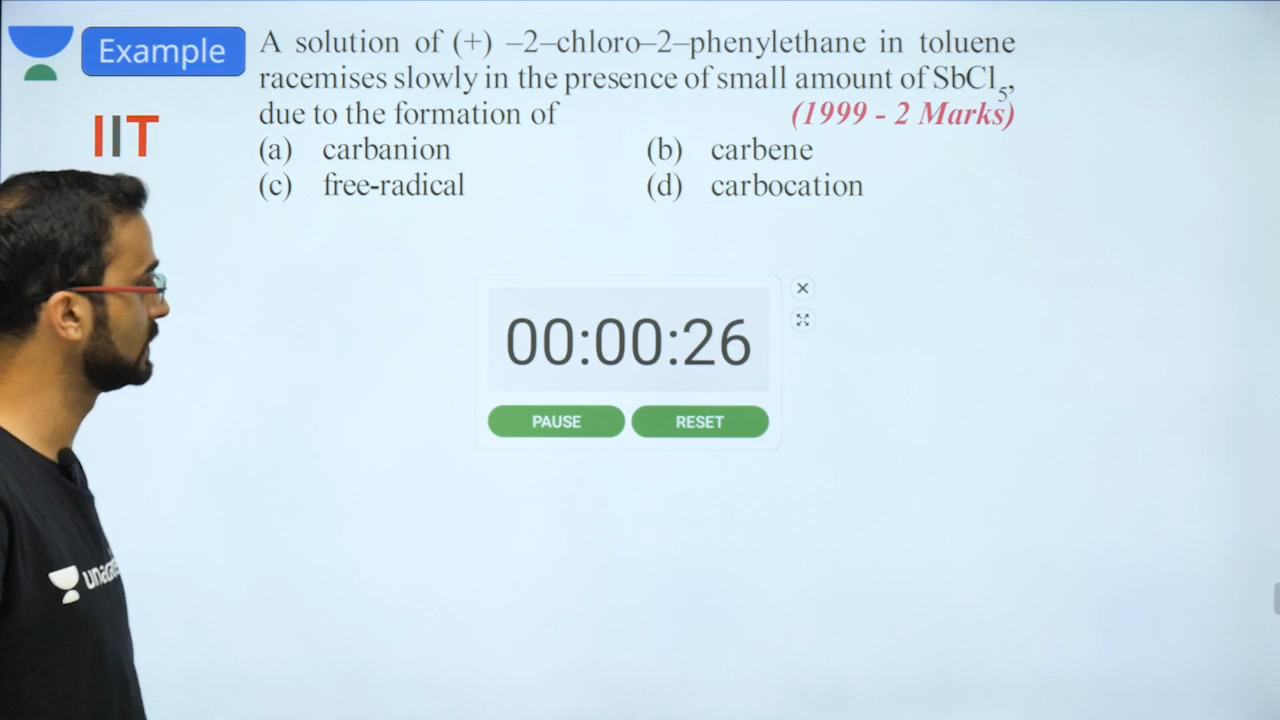 Example
A solution of (+) –2–chloro–2–phenylethane in toluene
racemises slowly in the presence of small amount of SbCl₅,
due to the formation of (1999 - 2 Marks)
IIT
(a) carbanion (b) carbene
(c) free-radical (d) carbocation
00:00:26
PAUSE RESET